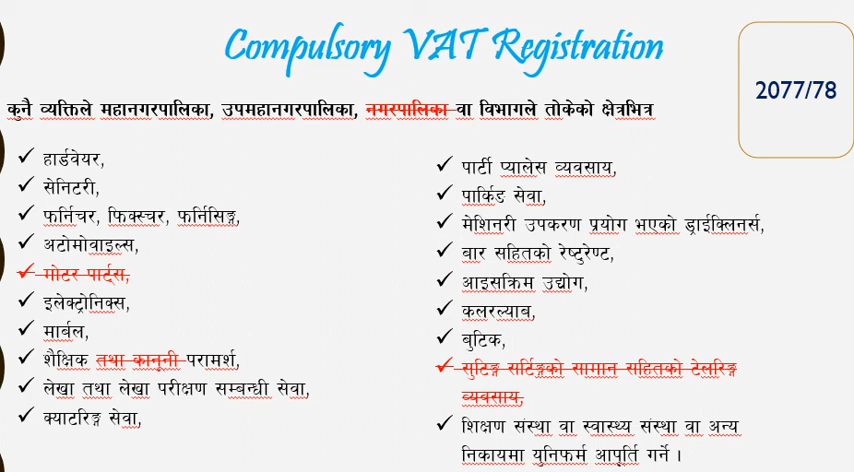 Compulsory VAT Registration
2077/78
कुनै व्यक्तिले महानगरपालिका, उपमहानगरपालिका, नगरपालिका वा विभागले तोकेको क्षेत्रभित्र
हार्डवेयर,
सेनिटरी,
फर्निचर, फिक्स्चर, फर्निसिङ्ग,
अटोमोवाइल्स,
मोटर पार्ट्स,
इलेक्ट्रोनिक्स,
मार्बल,
शैक्षिक तथा कानूनी परामर्श,
लेखा तथा लेखा परीक्षण सम्बन्धी सेवा,
क्याटरिङ्ग सेवा,
पार्टी प्यालेस व्यवसाय,
पार्किङ सेवा,
मेशिनरी उपकरण प्रयोग भएको ड्राईक्लिनर्स,
बार सहितको रेष्टुरेण्ट,
आइसक्रिम उद्योग,
कलरल्याब,
बुटिक,
सुटिङ्ग सर्टिङ्गको सामान सहितको टेलरिङ्ग
व्यवसाय,
शिक्षण संस्था वा स्वास्थ्य संस्था वा अन्य
निकायमा युनिफर्म आपूर्ति गर्ने ।